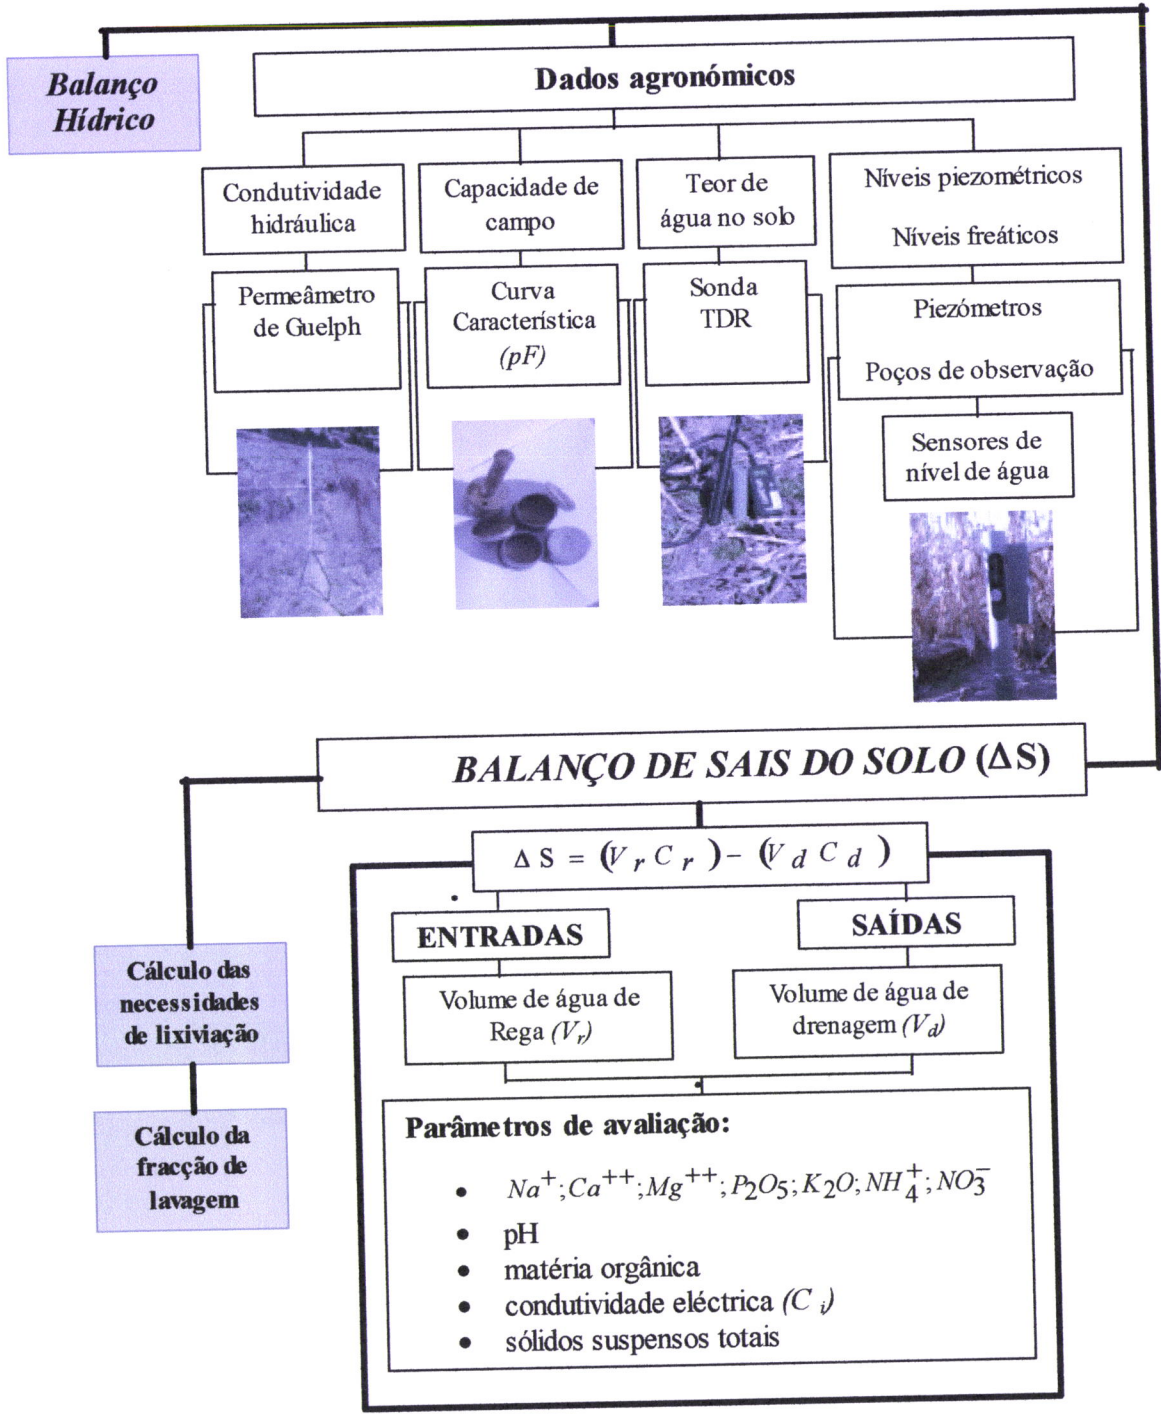 Balanço
Hídrico
Dados agronómicos
Condutividade
hidráulica
Capacidade de
campo
Teor de
água no solo
Níveis piezométricos
Níveis freáticos
Permeâmetro
de Guelph
Curva
Característica
(pF)
Sonda
TDR
Piezómetros
Poços de observação
Sensores de
nível de água
BALANÇO DE SAIS DO SOLO (ΔS)
Δ S = (V r C r ) − (V d C d )
ENTRADAS
SAÍDAS
Volume de água de
Rega (Vr)
Volume de água de
drenagem (Vd)
Cálculo das
necessidades
de lixiviação
Cálculo da
fracção de
lavagem
Parâmetros de avaliação:
• Na⁺;Ca⁺⁺;Mg⁺⁺;P₂O₅;K₂O;NH₄⁺;NO₃⁻
• pH
• matéria orgânica
• condutividade eléctrica (C i)
• sólidos suspensos totais